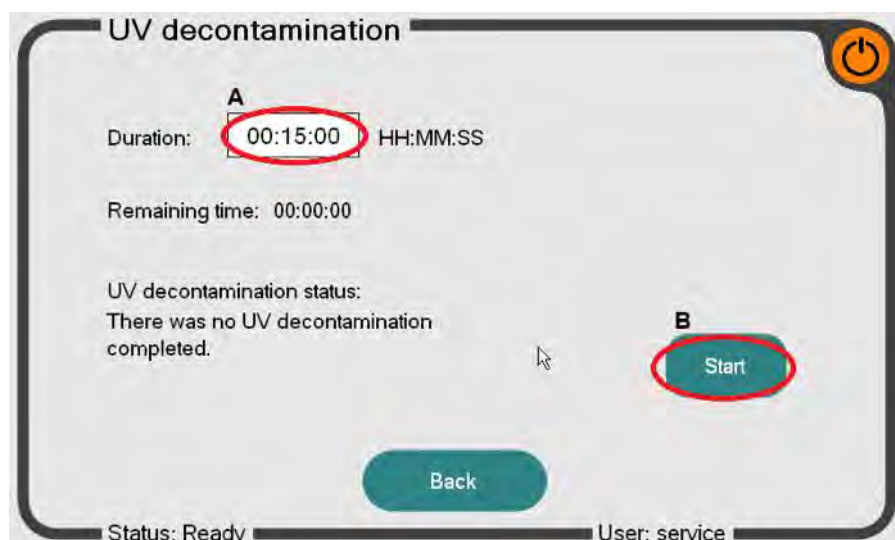 UV decontamination
A
Duration: 00:15:00 HH:MM:SS
Remaining time: 00:00:00
UV decontamination status:
There was no UV decontamination
completed.
B
Start
Back
Status: Ready User: service